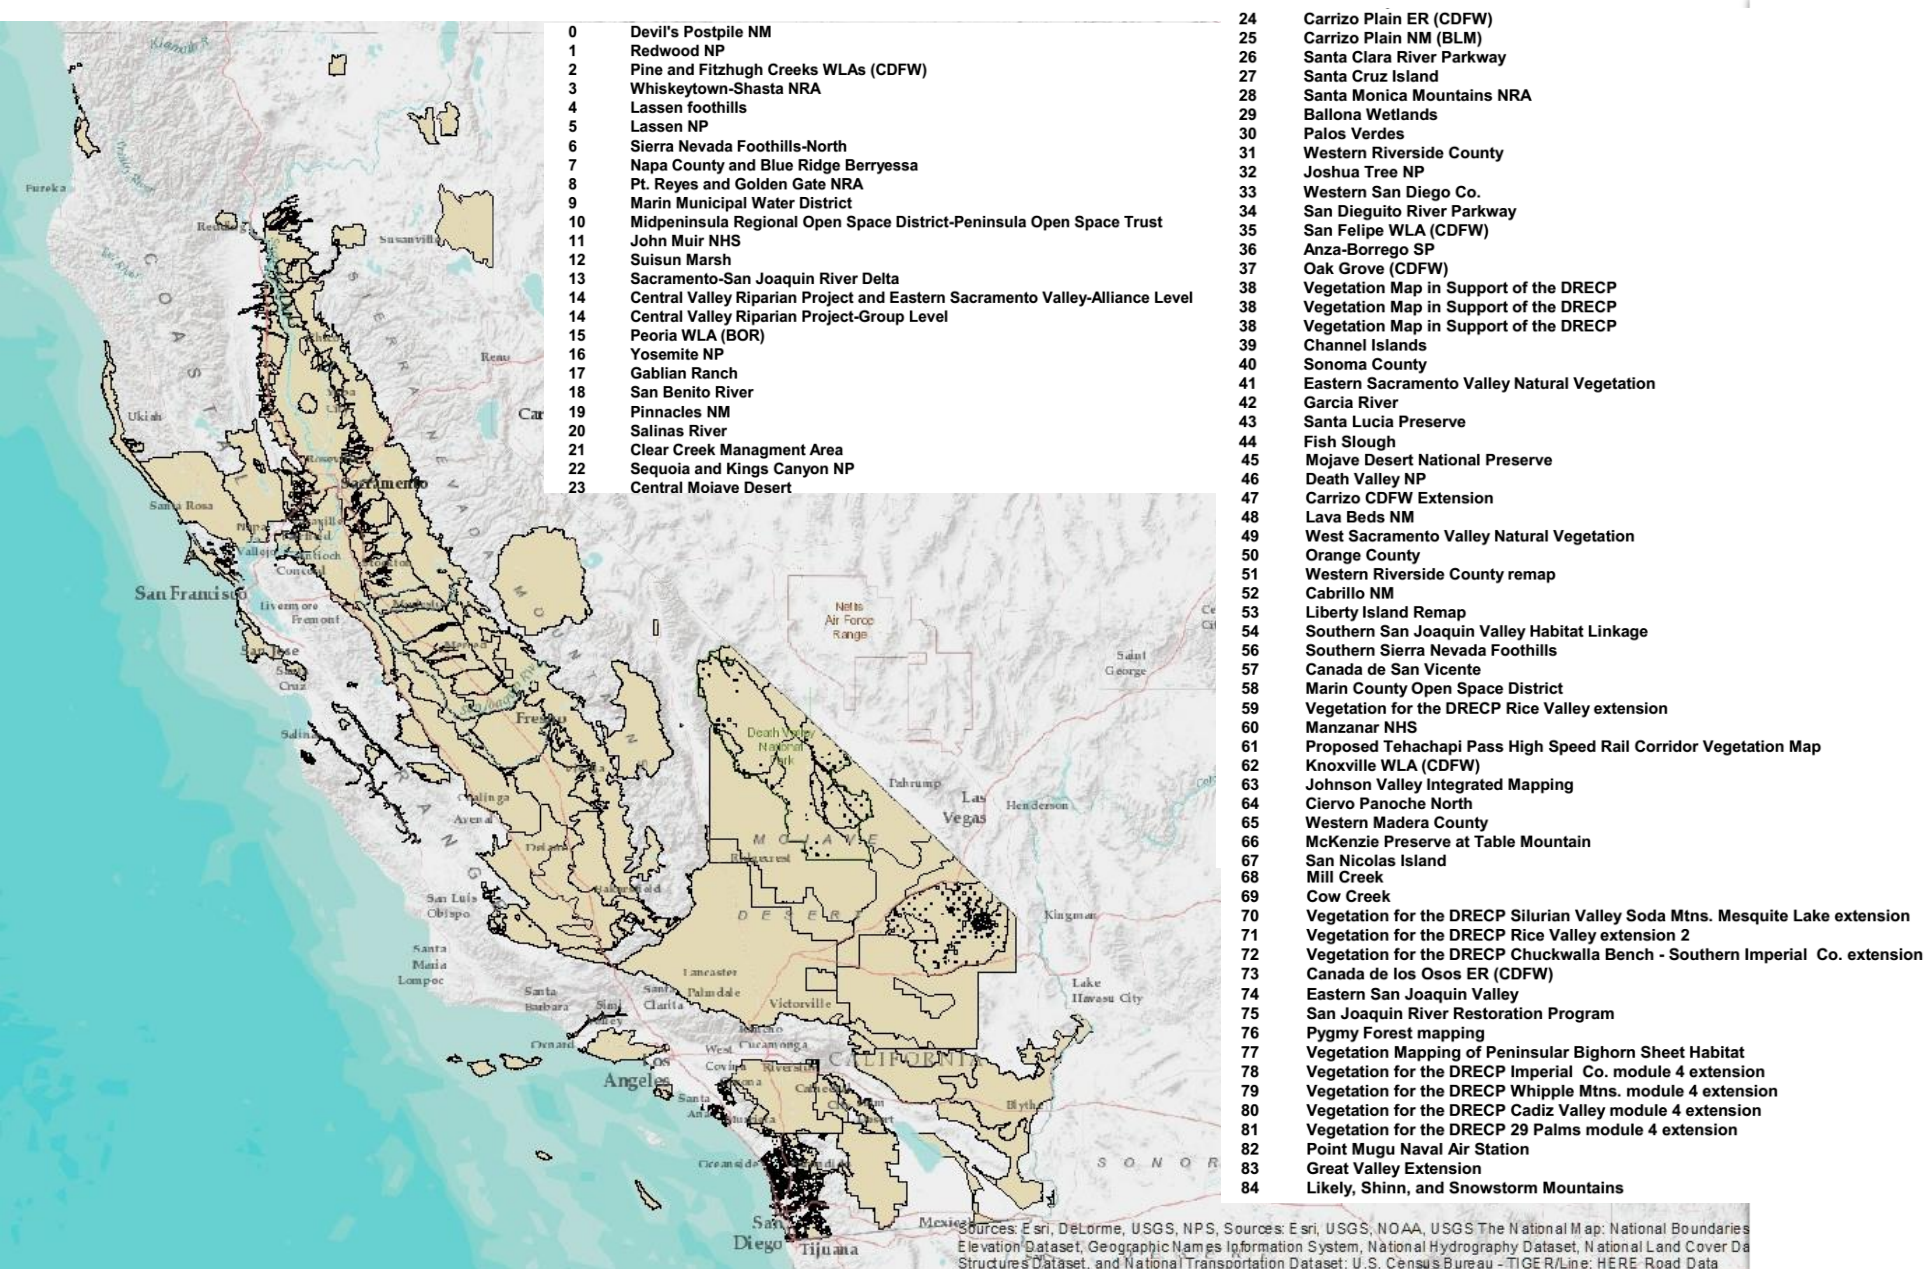 0 Devil's Postpile NM
1 Redwood NP
2 Pine and Fitzhugh Creeks WLAs (CDFW)
3 Whiskeytown-Shasta NRA
4 Lassen foothills
5 Lassen NP
6 Sierra Nevada Foothills-North
7 Napa County and Blue Ridge Berryessa
8 Pt. Reyes and Golden Gate NRA
9 Marin Municipal Water District
10 Midpeninsula Regional Open Space District-Peninsula Open Space Trust
11 John Muir NHS
12 Suisun Marsh
13 Sacramento-San Joaquin River Delta
14 Central Valley Riparian Project and Eastern Sacramento Valley-Alliance Level
14 Central Valley Riparian Project-Group Level
15 Peoria WLA (BOR)
16 Yosemite NP
17 Gablian Ranch
18 San Benito River
19 Pinnacles NM
20 Salinas River
21 Clear Creek Managment Area
22 Sequoia and Kings Canyon NP
23 Central Mojave Desert
24 Carrizo Plain ER (CDFW)
25 Carrizo Plain NM (BLM)
26 Santa Clara River Parkway
27 Santa Cruz Island
28 Santa Monica Mountains NRA
29 Ballona Wetlands
30 Palos Verdes
31 Western Riverside County
32 Joshua Tree NP
33 Western San Diego Co.
34 San Dieguito River Parkway
35 San Felipe WLA (CDFW)
36 Anza-Borrego SP
37 Oak Grove (CDFW)
38 Vegetation Map in Support of the DRECP
38 Vegetation Map in Support of the DRECP
38 Vegetation Map in Support of the DRECP
39 Channel Islands
40 Sonoma County
41 Eastern Sacramento Valley Natural Vegetation
42 Garcia River
43 Santa Lucia Preserve
44 Fish Slough
45 Mojave Desert National Preserve
46 Death Valley NP
47 Carrizo CDFW Extension
48 Lava Beds NM
49 West Sacramento Valley Natural Vegetation
50 Orange County
51 Western Riverside County remap
52 Cabrillo NM
53 Liberty Island Remap
54 Southern San Joaquin Valley Habitat Linkage
56 Southern Sierra Nevada Foothills
57 Canada de San Vicente
58 Marin County Open Space District
59 Vegetation for the DRECP Rice Valley extension
60 Manzanar NHS
61 Proposed Tehachapi Pass High Speed Rail Corridor Vegetation Map
62 Knoxville WLA (CDFW)
63 Johnson Valley Integrated Mapping
64 Ciervo Panoche North
65 Western Madera County
66 McKenzie Preserve at Table Mountain
67 San Nicolas Island
68 Mill Creek
69 Cow Creek
70 Vegetation for the DRECP Silurian Valley Soda Mtns. Mesquite Lake extension
71 Vegetation for the DRECP Rice Valley extension 2
72 Vegetation for the DRECP Chuckwalla Bench - Southern Imperial Co. extension
73 Canada de los Osos ER (CDFW)
74 Eastern San Joaquin Valley
75 San Joaquin River Restoration Program
76 Pygmy Forest mapping
77 Vegetation Mapping of Peninsular Bighorn Sheet Habitat
78 Vegetation for the DRECP Imperial Co. module 4 extension
79 Vegetation for the DRECP Whipple Mtns. module 4 extension
80 Vegetation for the DRECP Cadiz Valley module 4 extension
81 Vegetation for the DRECP 29 Palms module 4 extension
82 Point Mugu Naval Air Station
83 Great Valley Extension
84 Likely, Shinn, and Snowstorm Mountains
Klamath R
Eureka
Susanville
Reno
Ukiah
Car
Sacramento
Santa Rosa
Vallejo
Concord
San Francisco
Livermore
Fremont
San Jose
Santa
Cruz
Fresno
Nellis
Air Force
Range
Saint
George
Death Valley
National
Park
Pahrump
Las
Vegas
Henderson
Avenal
Delano
MOJAVE
Ridgecrest
DESERT
Bakersfield
San Luis
Obispo
Kingman
Santa
Maria
Lompoc
Lancaster
Palmdale
Victorville
Santa
Barbara
Simi
Valley
Santa
Clarita
Lake
Havasu City
Oxnard
Los
Angeles
West
Covina
Cucamonga
Riverside
CALIFORNIA
Santa
Ana
Blythe
Oceanside
SONOR
San
Diego
Tijuana
Mexicali
Sources: Esri, DeLorme, USGS, NPS, Sources: Esri, USGS, NOAA, USGS The National Map: National Boundaries
Elevation Dataset, Geographic Names Information System, National Hydrography Dataset, National Land Cover Da
Structures Dataset, and National Transportation Dataset; U.S. Census Bureau - TIGER/Line; HERE Road Data